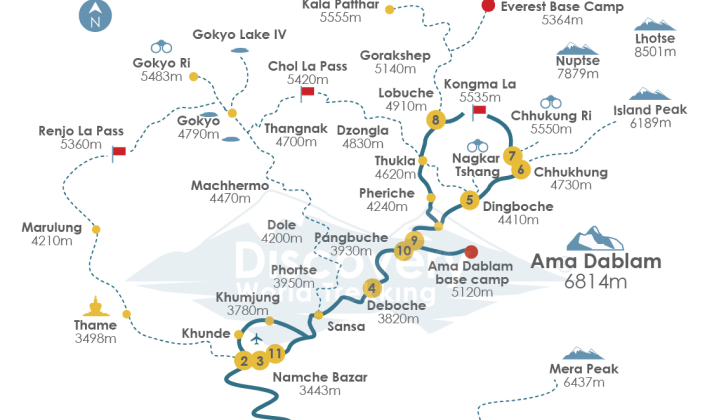 Kala Patthar
5555m
Everest Base Camp
5364m
N
Gokyo Lake IV
Lhotse
8501m
Gokyo Ri
5483m
Gorakshep
5140m
Nuptse
7879m
Chol La Pass
5420m
Kongma La
5535m
Lobuche
4910m
Island Peak
6189m
Chhukung Ri
5550m
Gokyo
4790m
8
Renjo La Pass
5360m
Thangnak
4700m
Dzongla
4830m
Thukla
4620m
Nagkar
Tshang
7
6
Chhukhung
4730m
Machhermo
4470m
Pheriche
4240m
5
Dingboche
4410m
Marulung
4210m
Dole
4200m
Pangbuche
3930m
9
10
Discovery
World Trekking
Ama Dablam
6814m
Ama Dablam
base camp
5120m
Phortse
3950m
4
Deboche
3820m
Khumjung
3780m
Thame
3498m
Khunde
Sansa
2
3
11
Namche Bazar
3443m
Mera Peak
6437m